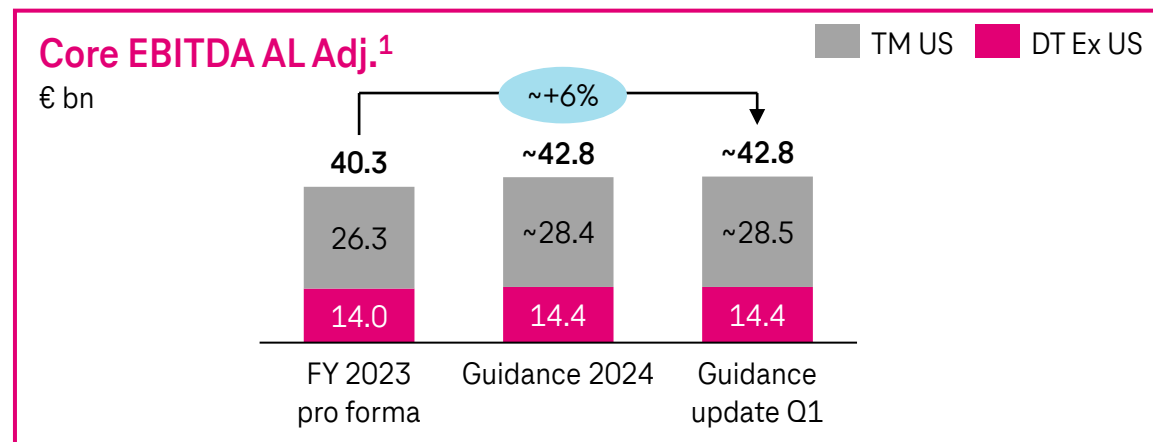 Core EBITDA AL Adj.¹
€ bn
TM US
DT Ex US
~+6%
40.3
~42.8
~42.8
26.3
~28.4
~28.5
14.0
14.4
14.4
FY 2023
pro forma
Guidance 2024
Guidance
update Q1